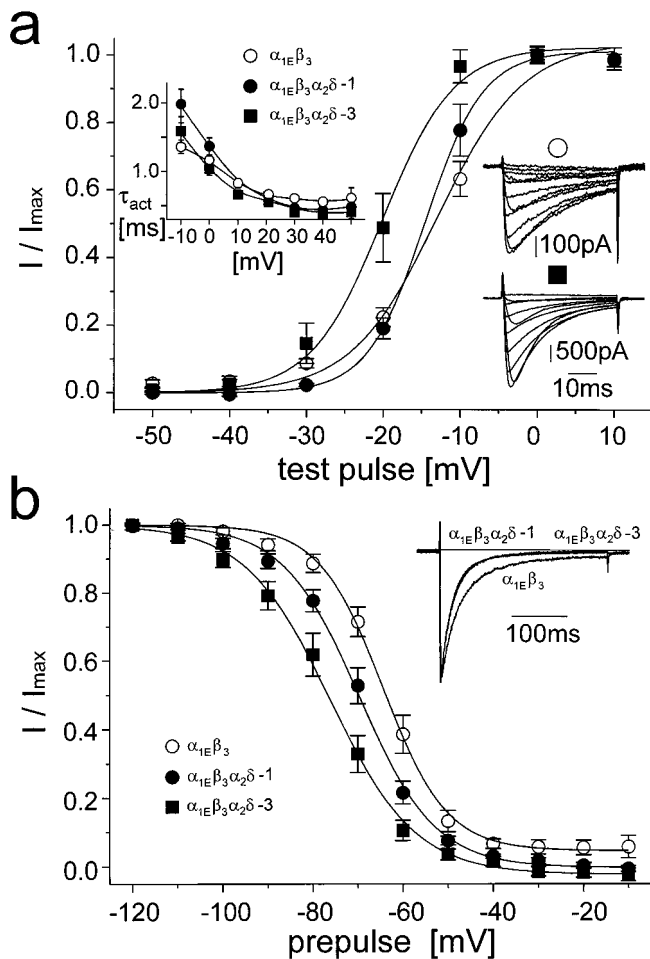 a
1.0
0.8
0.6
0.4
0.2
0.0
I / Imax
-50 -40 -30 -20 -10 0 10
test pulse [mV]
α1Eβ3
α1Eβ3α2δ-1
α1Eβ3α2δ-3
2.0
1.0
τact
[ms]
-10 0 10 20 30 40
[mV]
100pA
500pA
10ms
b
1.0
0.8
0.6
0.4
0.2
0.0
I / Imax
-120 -100 -80 -60 -40 -20
prepulse [mV]
α1Eβ3
α1Eβ3α2δ-1
α1Eβ3α2δ-3
α1Eβ3α2δ-1 α1Eβ3α2δ-3
α1Eβ3
100ms